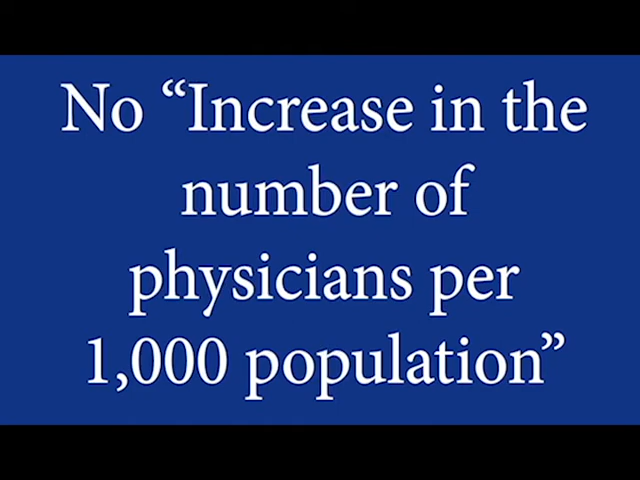 No “Increase in the
number of
physicians per
1,000 population”